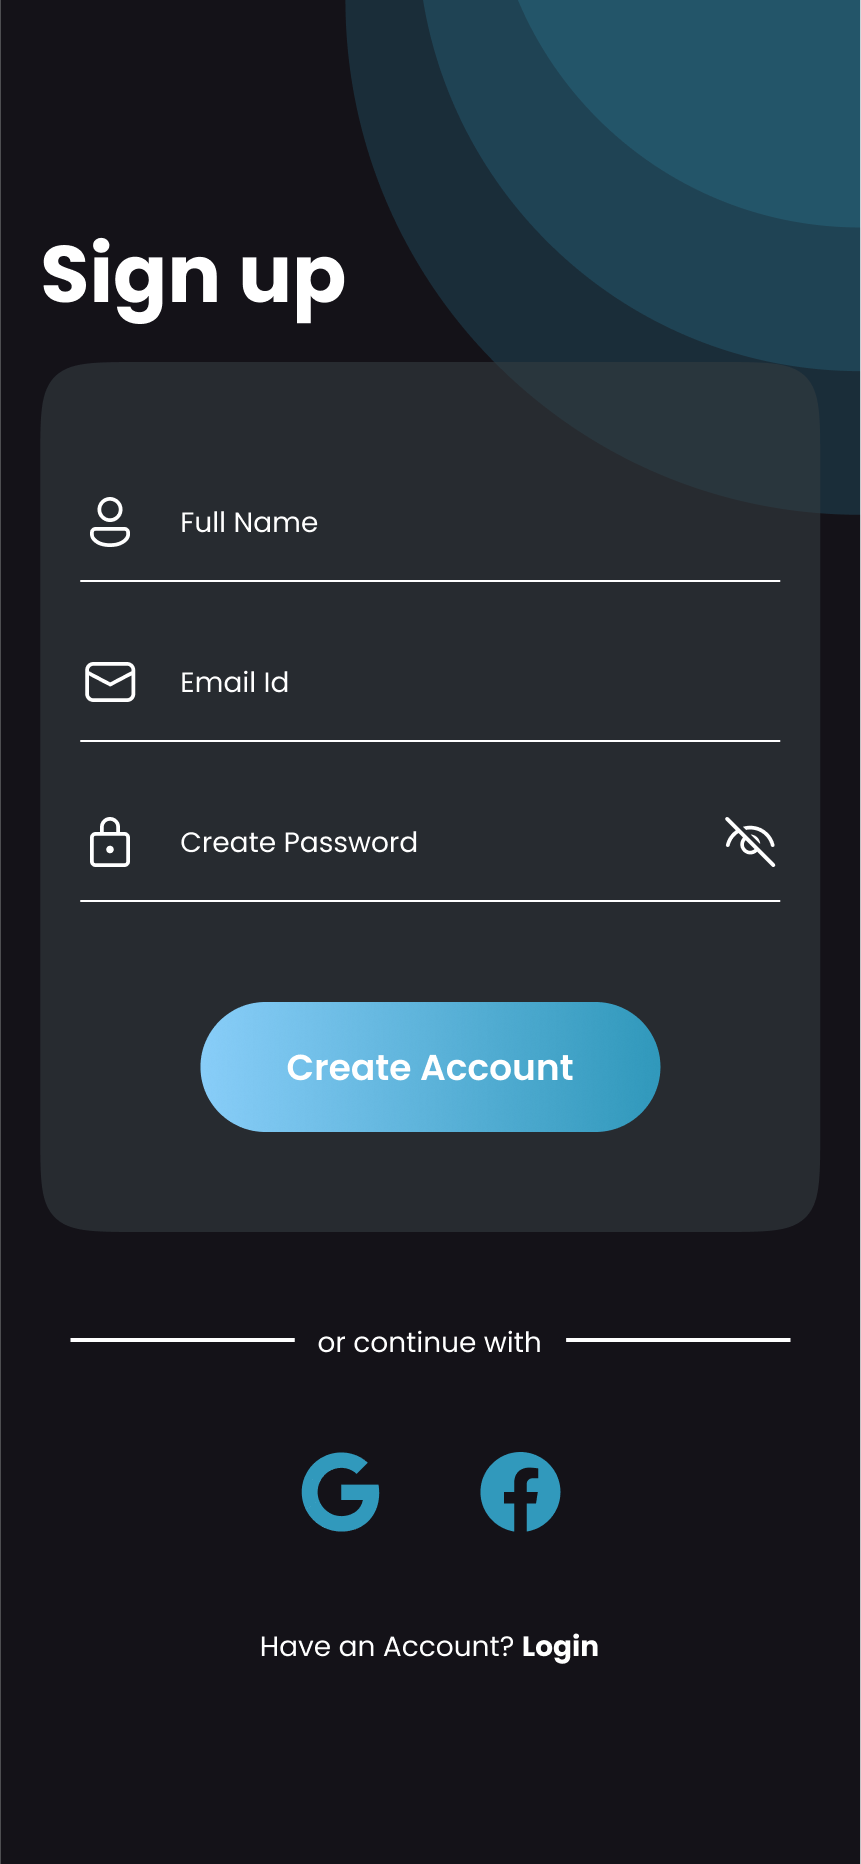 Sign up
Full Name
Email Id
Create Password
Create Account
or continue with
Have an Account? Login